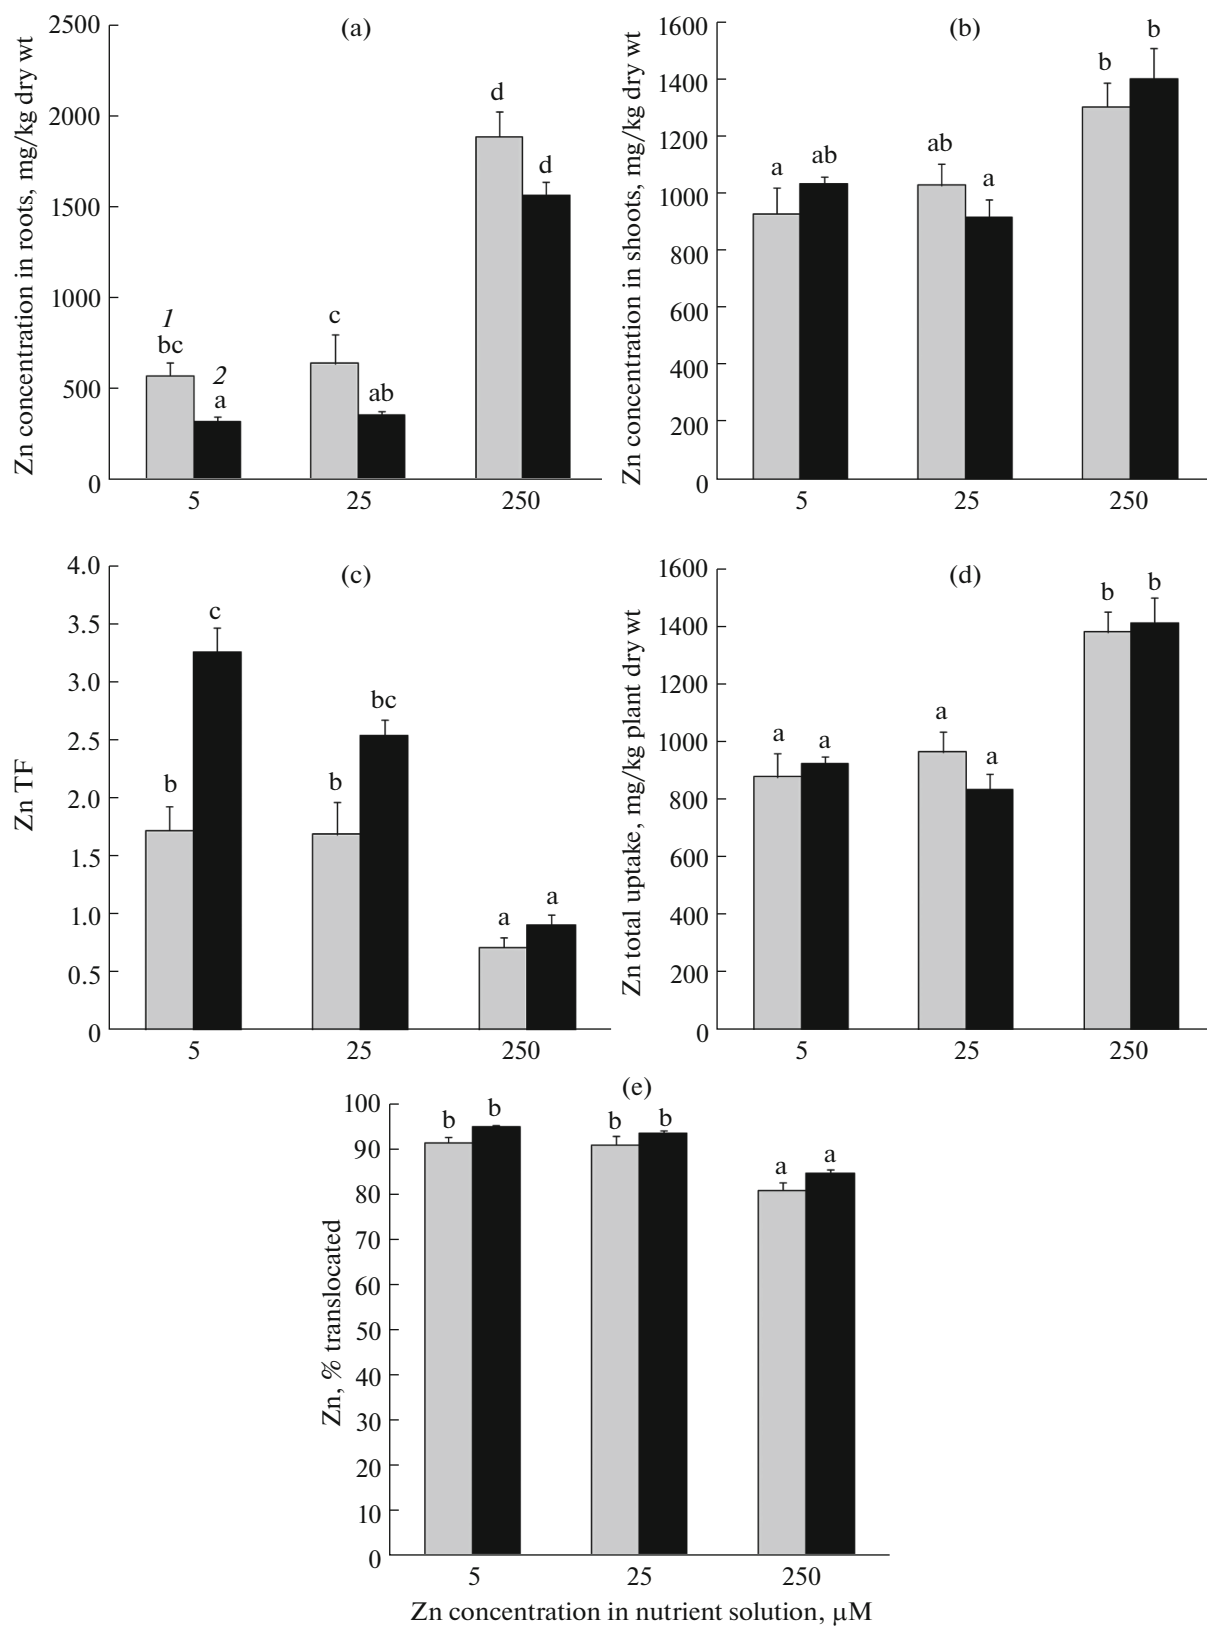 (a)
Zn concentration in roots, mg/kg dry wt
2500
2000
1500
1000
500
0
1
bc
2
a
c
ab
d
d
5 25 250
(b)
Zn concentration in shoots, mg/kg dry wt
1600
1400
1200
1000
800
600
400
200
0
a
ab
ab
a
b
b
5 25 250
(c)
Zn TF
4.0
3.5
3.0
2.5
2.0
1.5
1.0
0.5
0
b
c
b
bc
a
a
5 25 250
(d)
Zn total uptake, mg/kg plant dry wt
1600
1400
1200
1000
800
600
400
200
0
a
a
a
a
b
b
5 25 250
(e)
Zn, % translocated
100
90
80
70
60
50
40
30
20
10
0
b
b
b
b
a
a
5 25 250
Zn concentration in nutrient solution, μM